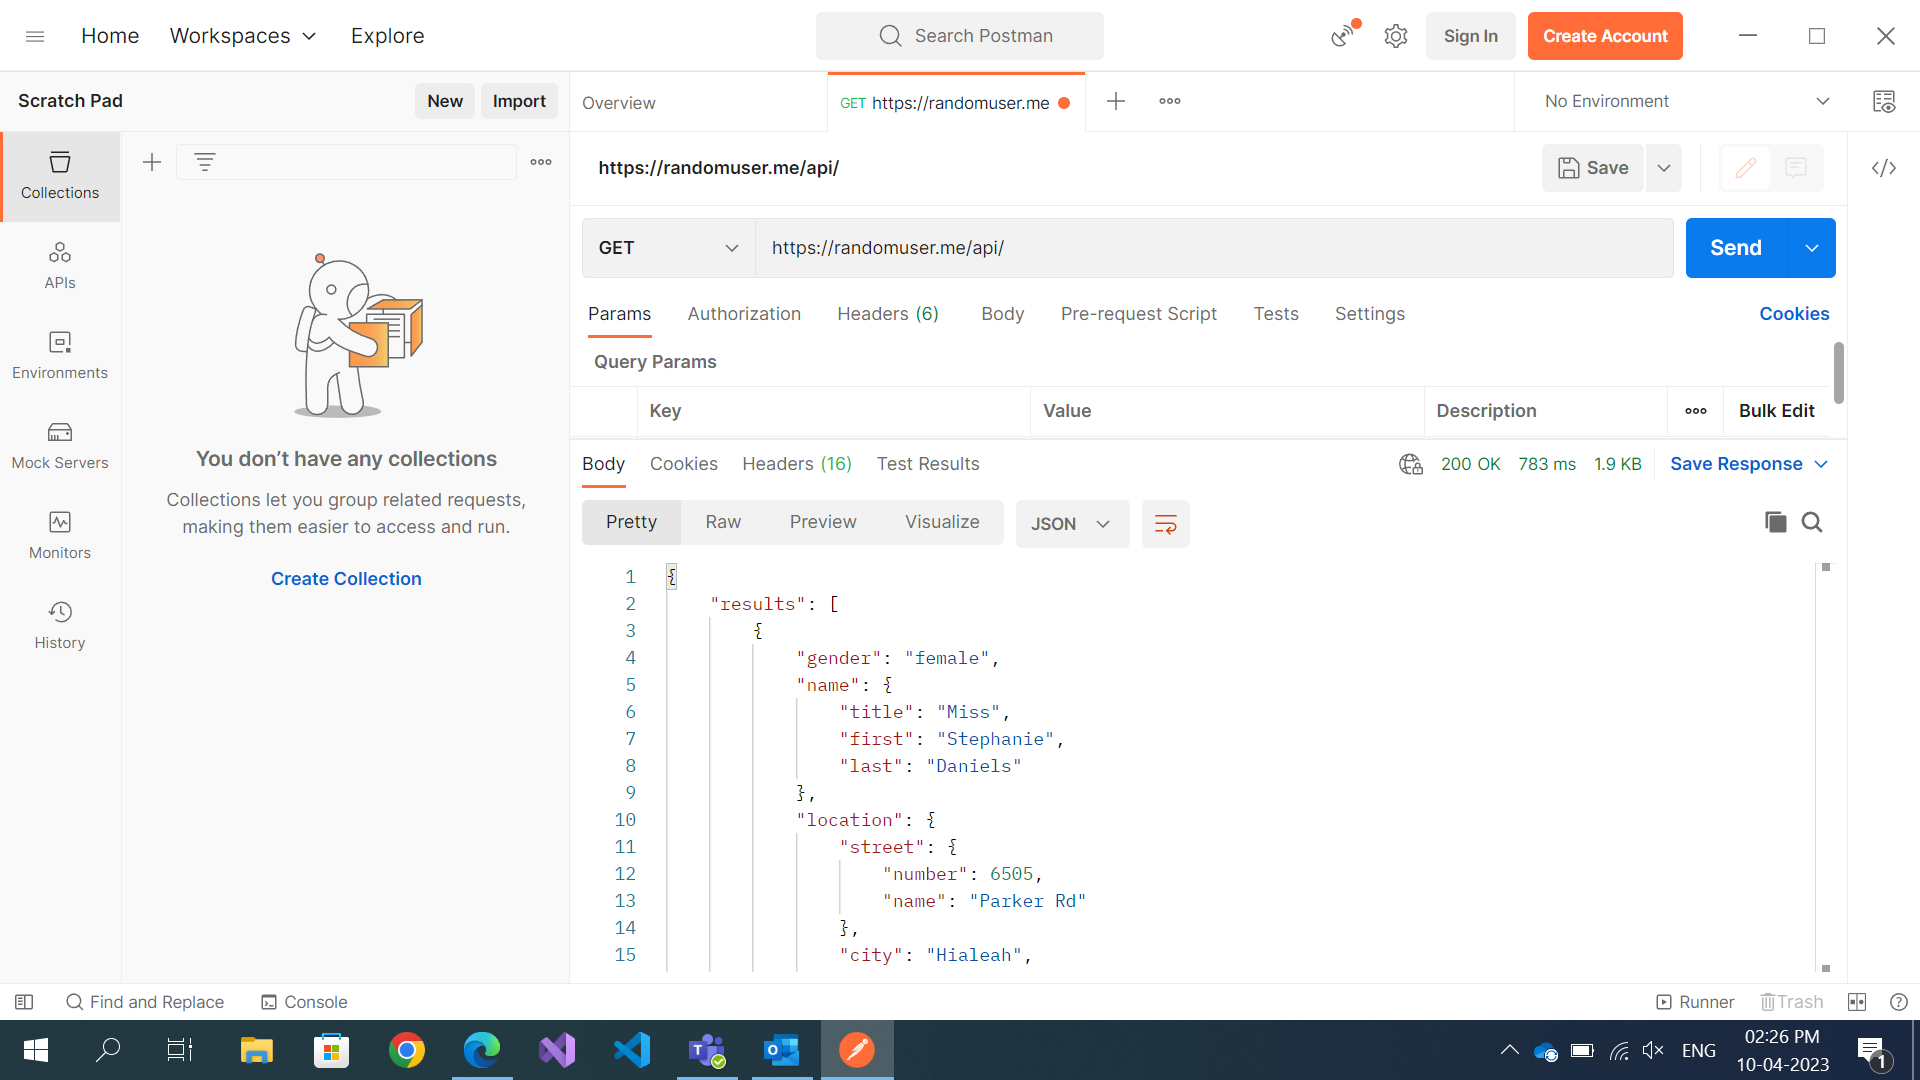 Home Workspaces Explore Search Postman Sign In Create Account
Scratch Pad New Import Overview GET https://randomuser.me No Environment
Collections
APIs
Environments
Mock Servers
Monitors
History
You don’t have any collections
Collections let you group related requests,
making them easier to access and run.
Create Collection
https://randomuser.me/api/ Save
GET https://randomuser.me/api/ Send
Params Authorization Headers (6) Body Pre-request Script Tests Settings Cookies
Query Params
Key Value Description Bulk Edit
Body Cookies Headers (16) Test Results 200 OK 783 ms 1.9 KB Save Response
Pretty Raw Preview Visualize JSON
1 {
2 "results": [
3 {
4 "gender": "female",
5 "name": {
6 "title": "Miss",
7 "first": "Stephanie",
8 "last": "Daniels"
9 },
10 "location": {
11 "street": {
12 "number": 6505,
13 "name": "Parker Rd"
14 },
15 "city": "Hialeah",
Find and Replace Console Runner Trash
ENG 02:26 PM
10-04-2023 1